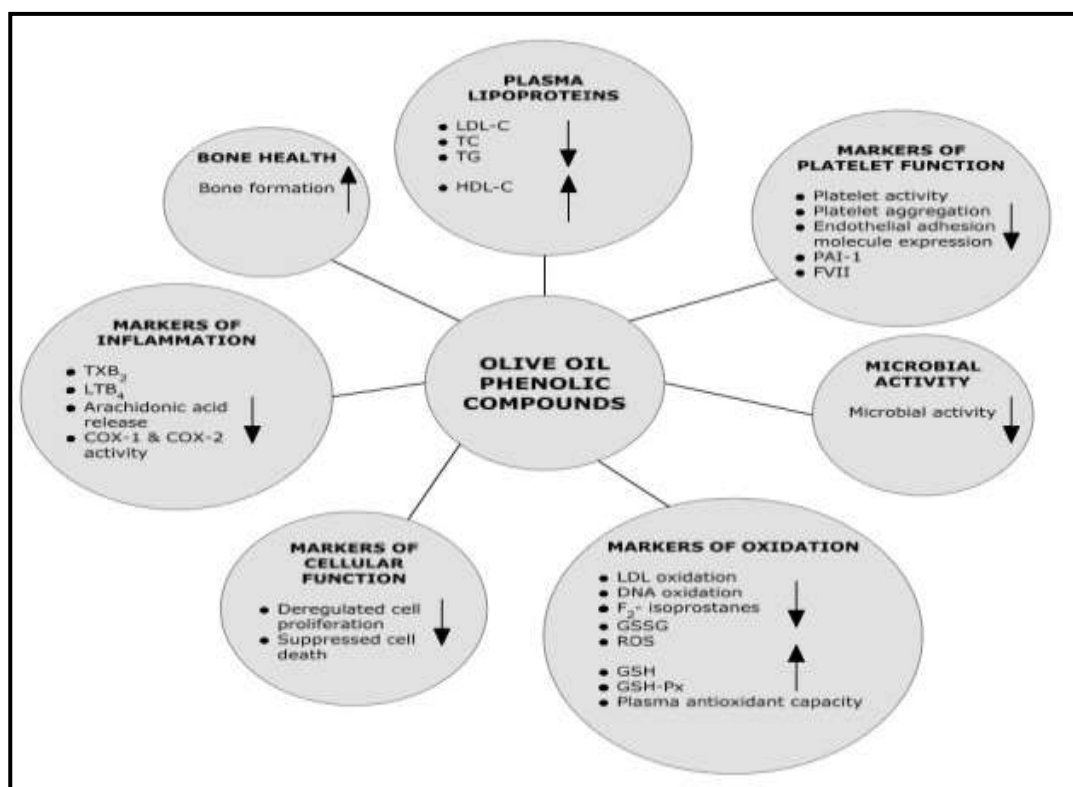 PLASMA
LIPOPROTEINS
• LDL-C
• TC
• TG
• HDL-C
BONE HEALTH
Bone formation
MARKERS OF
PLATELET FUNCTION
• Platelet activity
• Platelet aggregation
• Endothelial adhesion
molecule expression
• PAI-1
• FVII
MARKERS OF
INFLAMMATION
• TXB₂
• LTB₄
• Arachidonic acid
release
• COX-1 & COX-2
activity
OLIVE OIL
PHENOLIC
COMPOUNDS
MICROBIAL
ACTIVITY
Microbial activity
MARKERS OF
CELLULAR
FUNCTION
• Deregulated cell
proliferation
• Suppressed cell
death
MARKERS OF OXIDATION
• LDL oxidation
• DNA oxidation
• F₂- isoprostanes
• GSSG
• ROS
• GSH
• GSH-Px
• Plasma antioxidant capacity